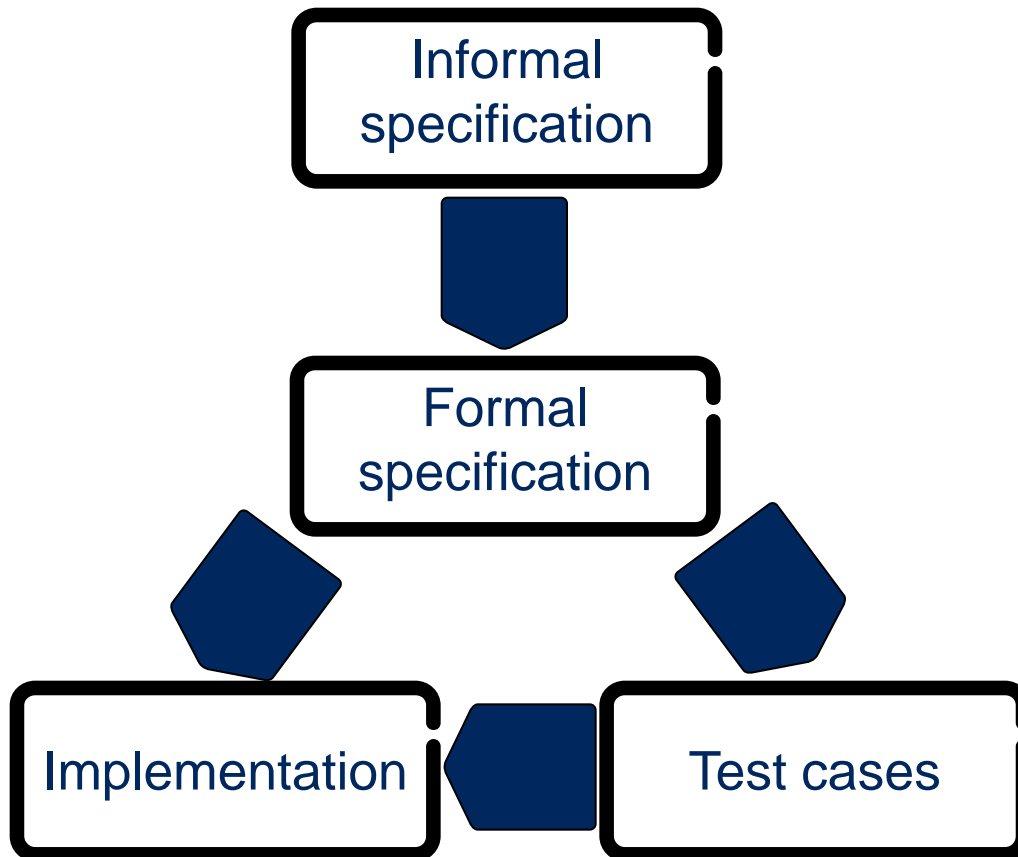 Informal
specification
Formal
specification
Implementation
Test cases